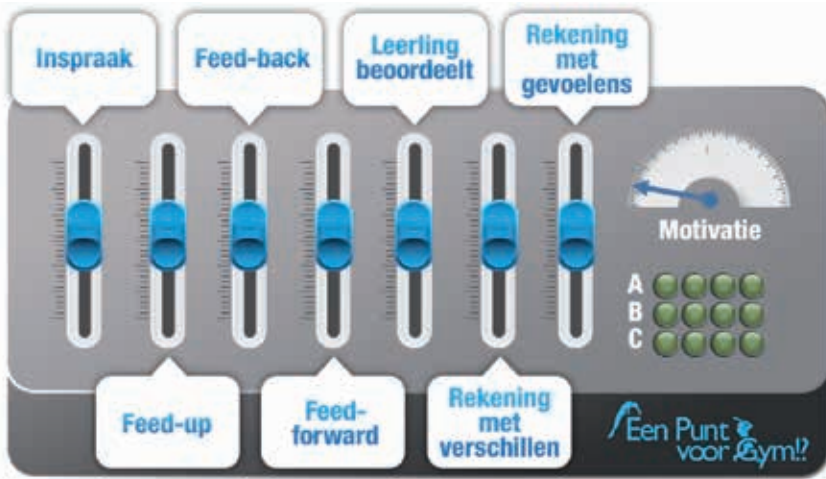 Inspraak
Feed-back
Leerling
beoordeelt
Rekening
met
gevoelens
Motivatie
A
B
C
Feed-up
Feed-
forward
Rekening
met
verschillen
Een Punt
voor Gym!?